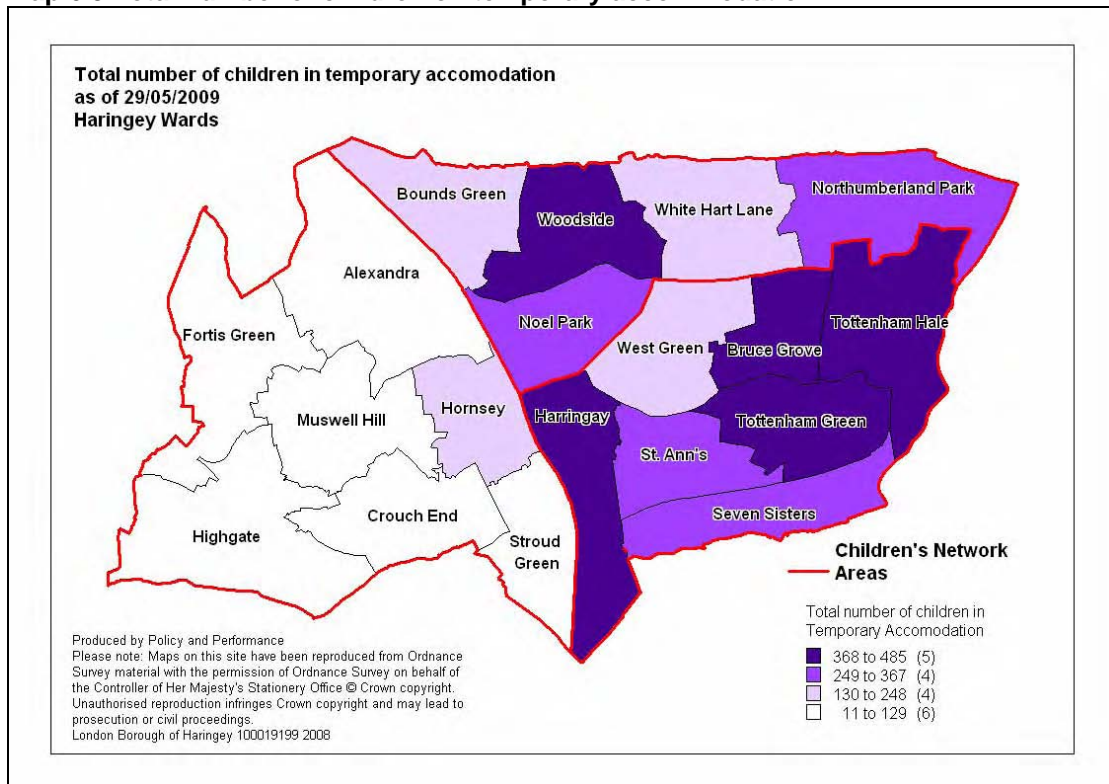 Total number of children in temporary accomodation
as of 29/05/2009
Haringey Wards
Bounds Green
Woodside
White Hart Lane
Northumberland Park
Alexandra
Fortis Green
Noel Park
West Green
Bruce Grove
Tottenham Hale
Muswell Hill
Hornsey
Harringay
Tottenham Green
St. Ann's
Seven Sisters
Highgate
Crouch End
Stroud
Green
Children's Network
Areas
Total number of children in
Temporary Accomodation
368 to 485 (5)
249 to 367 (4)
130 to 248 (4)
11 to 129 (6)
Produced by Policy and Performance
Please note: Maps on this site have been reproduced from Ordnance
Survey material with the permission of Ordnance Survey on behalf of
the Controller of Her Majesty's Stationery Office © Crown copyright.
Unauthorised reproduction infringes Crown copyright and may lead to
prosecution or civil proceedings.
London Borough of Haringey 100019199 2008